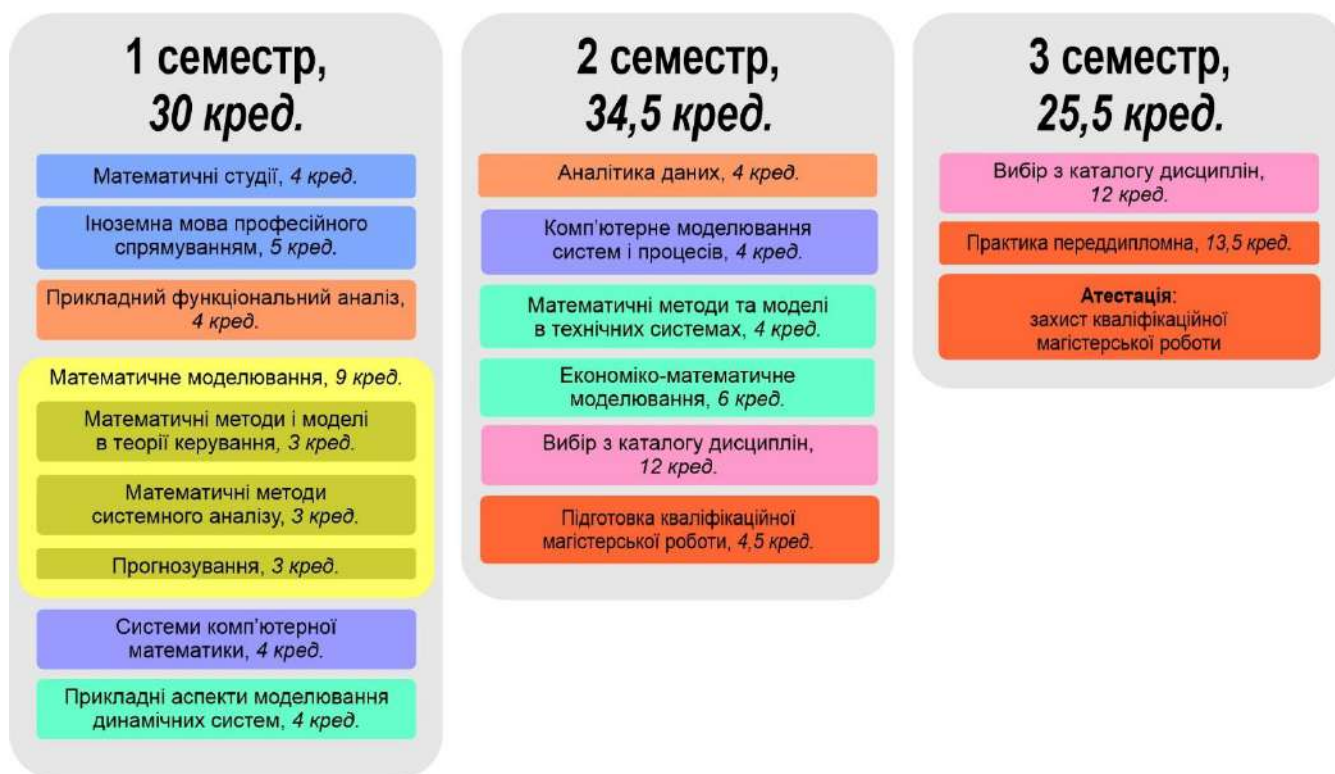 1 семестр,
30 кред.
Математичні студії, 4 кред.
Іноземна мова професійного
спрямуванням, 5 кред.
Прикладний функціональний аналіз,
4 кред.
Математичне моделювання, 9 кред.
Математичні методи і моделі
в теорії керування, 3 кред.
Математичні методи
системного аналізу, 3 кред.
Прогнозування, 3 кред.
Системи комп'ютерної
математики, 4 кред.
Прикладні аспекти моделювання
динамічних систем, 4 кред.
2 семестр,
34,5 кред.
Аналітика даних, 4 кред.
Комп'ютерне моделювання
систем і процесів, 4 кред.
Математичні методи та моделі
в технічних системах, 4 кред.
Економіко-математичне
моделювання, 6 кред.
Вибір з каталогу дисциплін,
12 кред.
Підготовка кваліфікаційної
магістерської роботи, 4,5 кред.
3 семестр,
25,5 кред.
Вибір з каталогу дисциплін,
12 кред.
Практика переддипломна, 13,5 кред.
Атестація:
захист кваліфікаційної
магістерської роботи